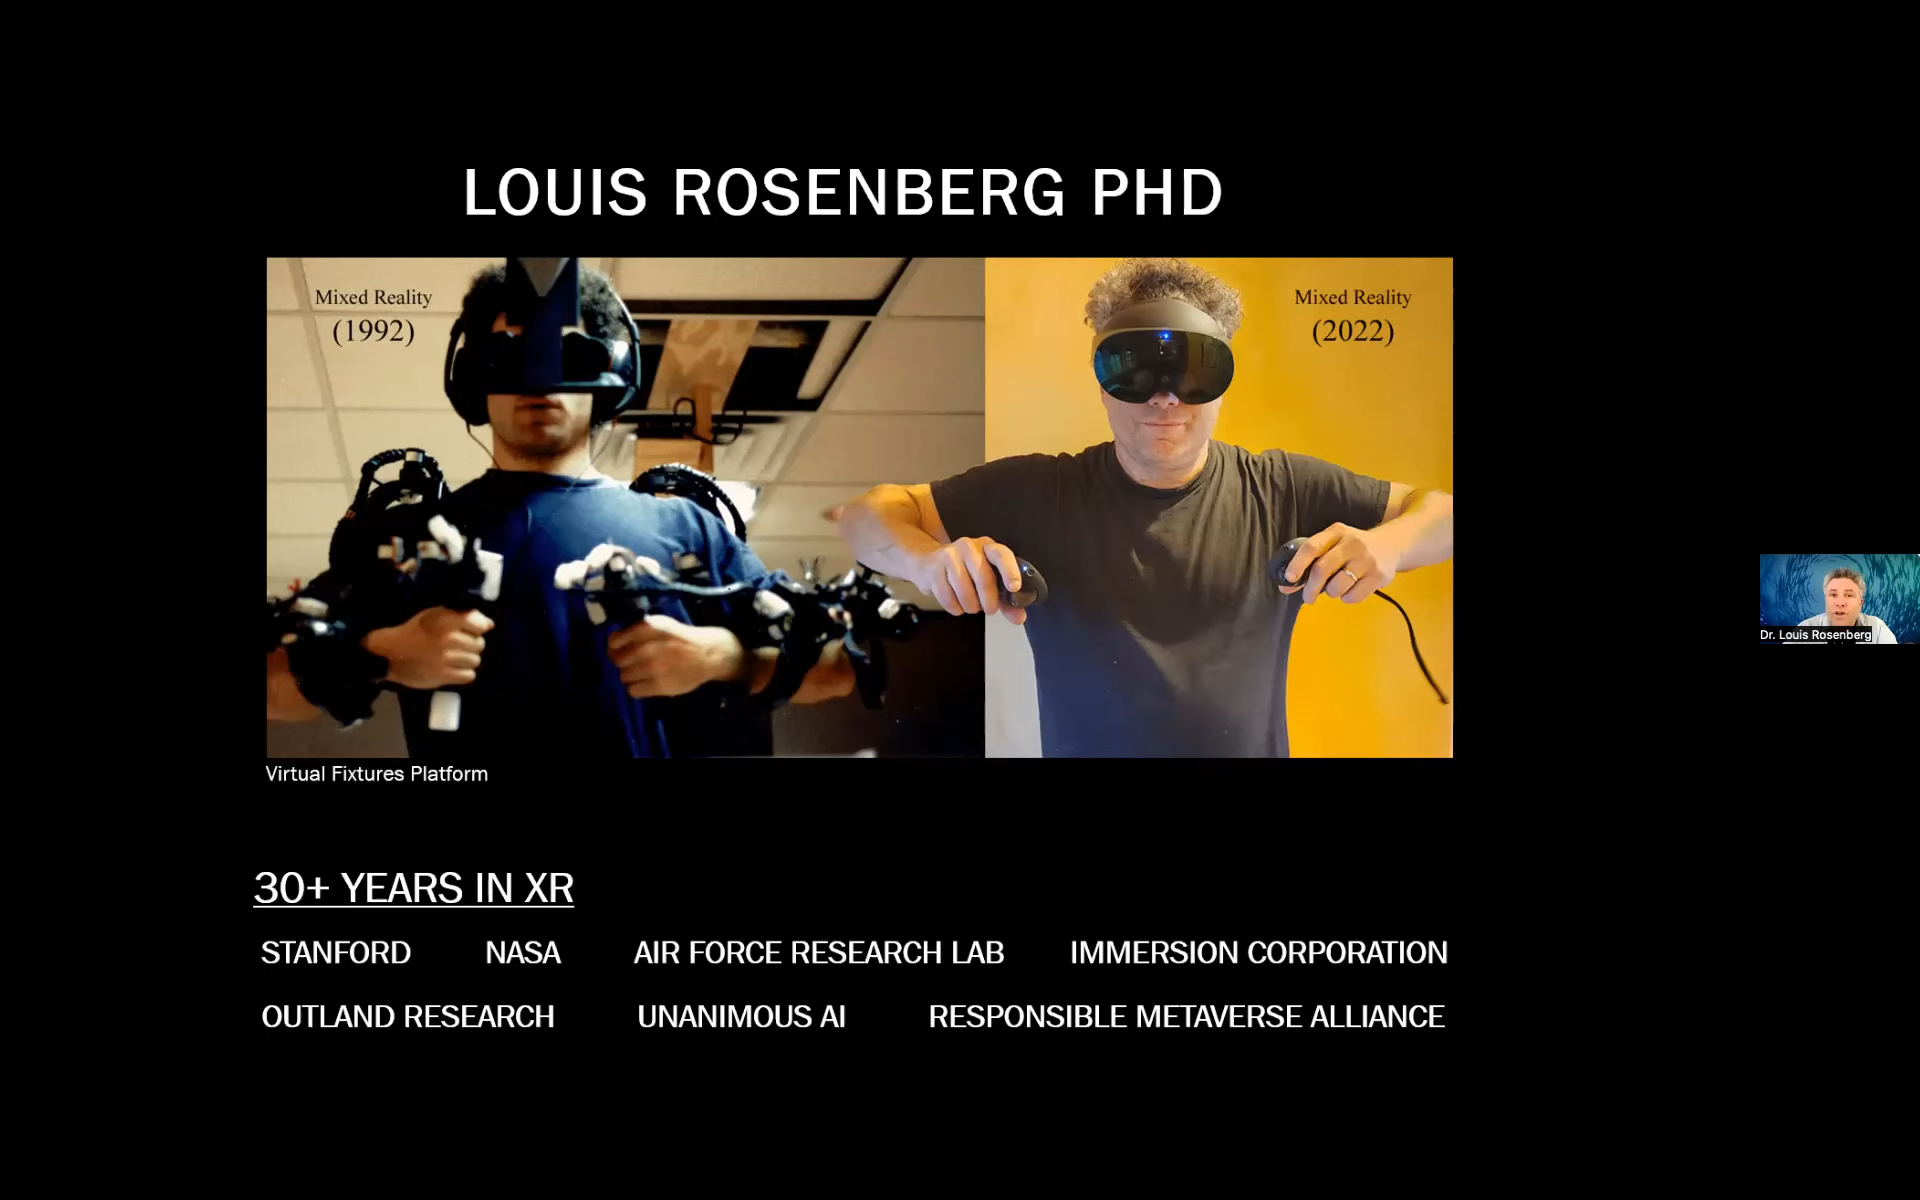 LOUIS ROSENBERG PHD
Mixed Reality
(1992)
Mixed Reality
(2022)
Dr. Louis Rosenberg
Virtual Fixtures Platform
30+ YEARS IN XR
STANFORD NASA AIR FORCE RESEARCH LAB IMMERSION CORPORATION
OUTLAND RESEARCH UNANIMOUS AI RESPONSIBLE METAVERSE ALLIANCE